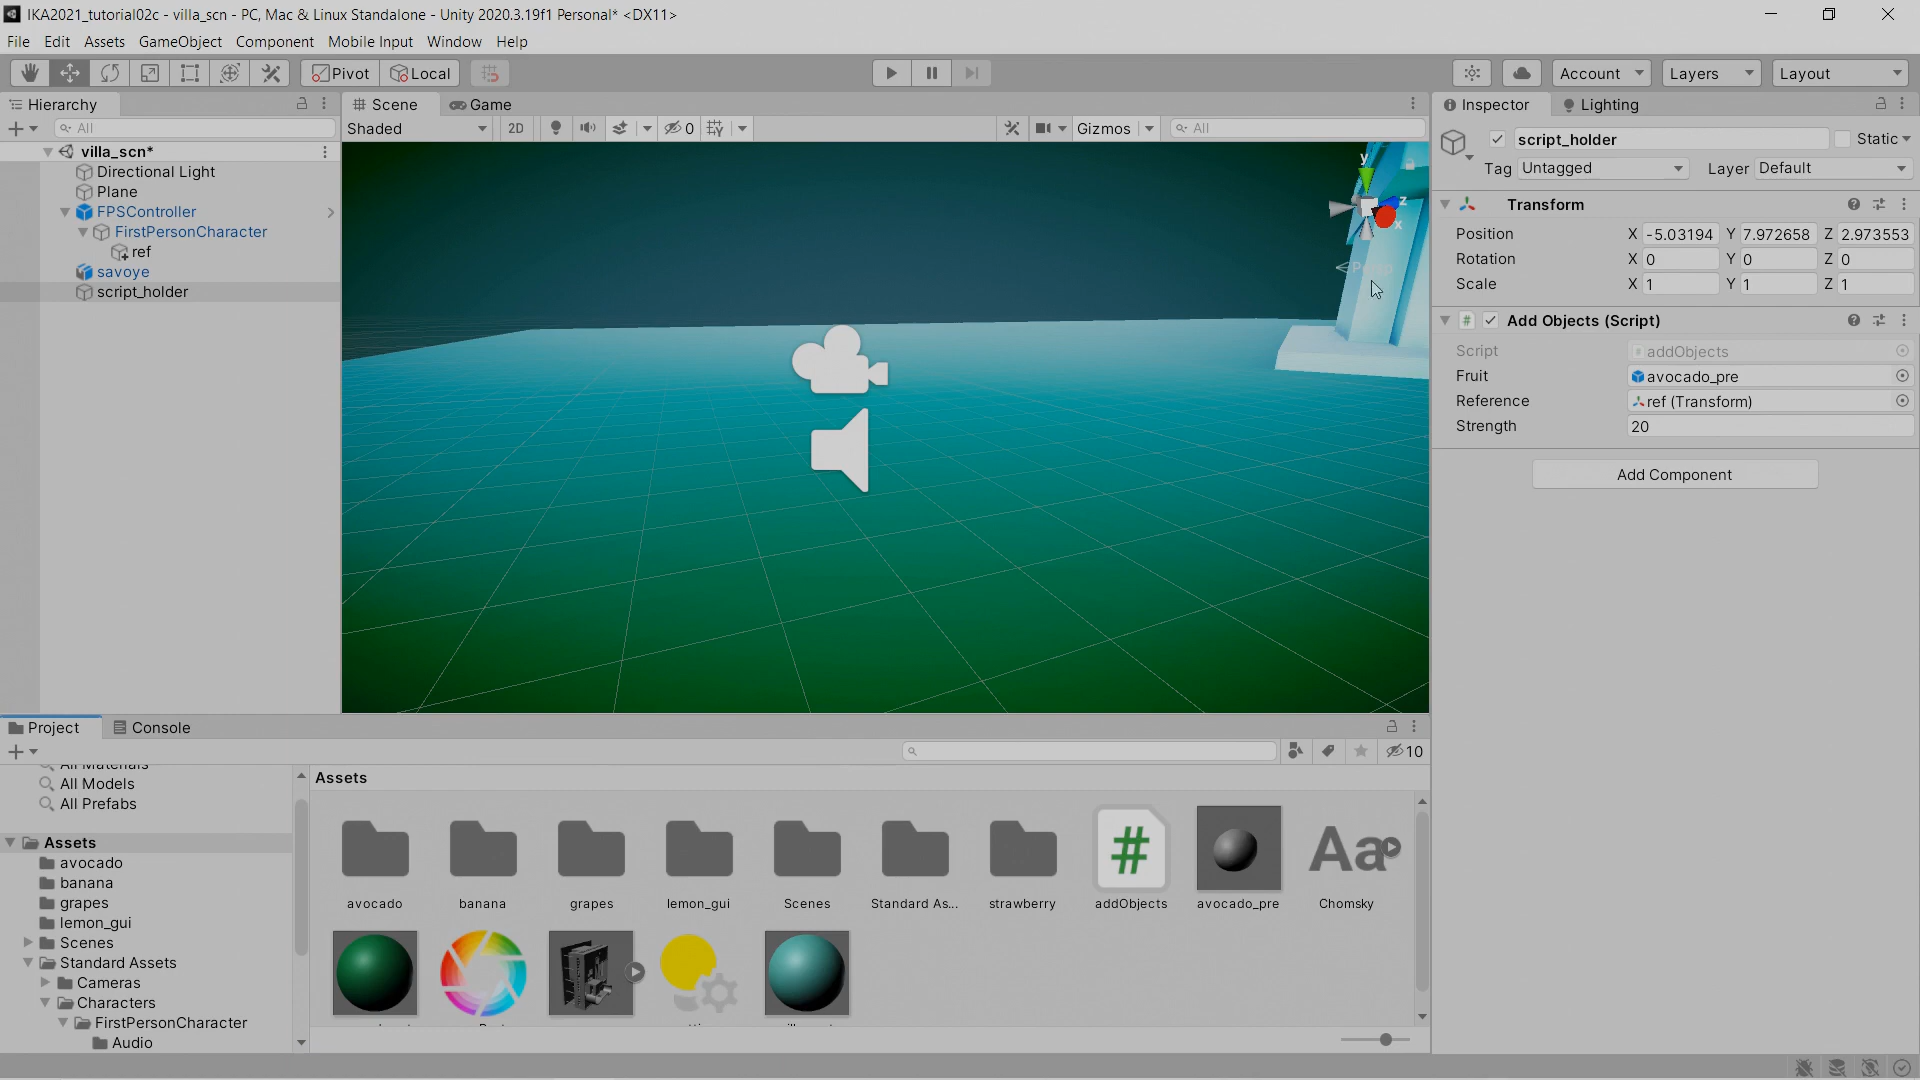 IKA2021_tutorial02c - villa_scn - PC, Mac & Linux Standalone - Unity 2020.3.19f1 Personal* <DX11>
File Edit Assets GameObject Component Mobile Input Window Help
Pivot Local Account Layers Layout
Hierarchy
All
villa_scn*
Directional Light
Plane
FPSController
FirstPersonCharacter
ref
savoye
script_holder
Scene Game
Shaded 2D 0 Gizmos All
y
z
x
Persp
Inspector Lighting
script_holder Static
Tag Untagged Layer Default
Transform
Position X -5.03194 Y 7.972658 Z 2.973553
Rotation X 0 Y 0 Z 0
Scale X 1 Y 1 Z 1
# Add Objects (Script)
Script addObjects
Fruit avocado_pre
Reference ref (Transform)
Strength 20
Add Component
Project Console
10
All Materials
All Models
All Prefabs
Assets
avocado
banana
grapes
lemon_gui
Scenes
Standard Assets
Cameras
Characters
FirstPersonCharacter
Audio
Assets
#
Aa
avocado banana grapes lemon_gui Scenes Standard As... strawberry addObjects avocado_pre Chomsky